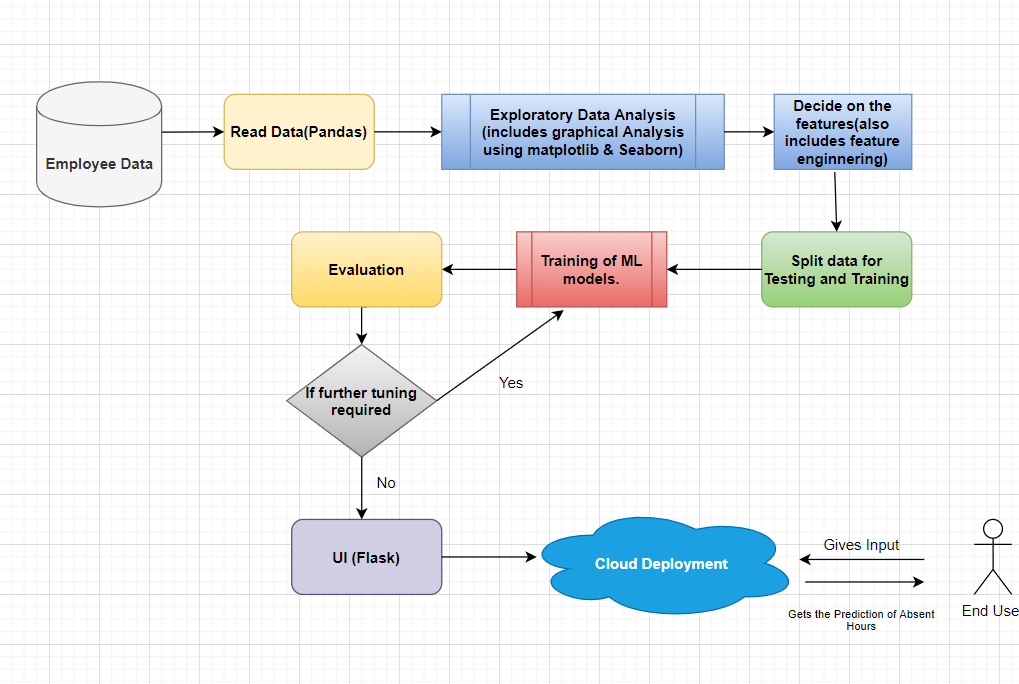 Employee Data
Read Data(Pandas)
Exploratory Data Analysis
(includes graphical Analysis
using matplotlib & Seaborn)
Decide on the
features(also
includes feature
enginnering)
Split data for
Testing and Training
Training of ML
models.
Evaluation
If further tuning
required
Yes
No
UI (Flask)
Cloud Deployment
Gives Input
Gets the Prediction of Absent
Hours
End Use